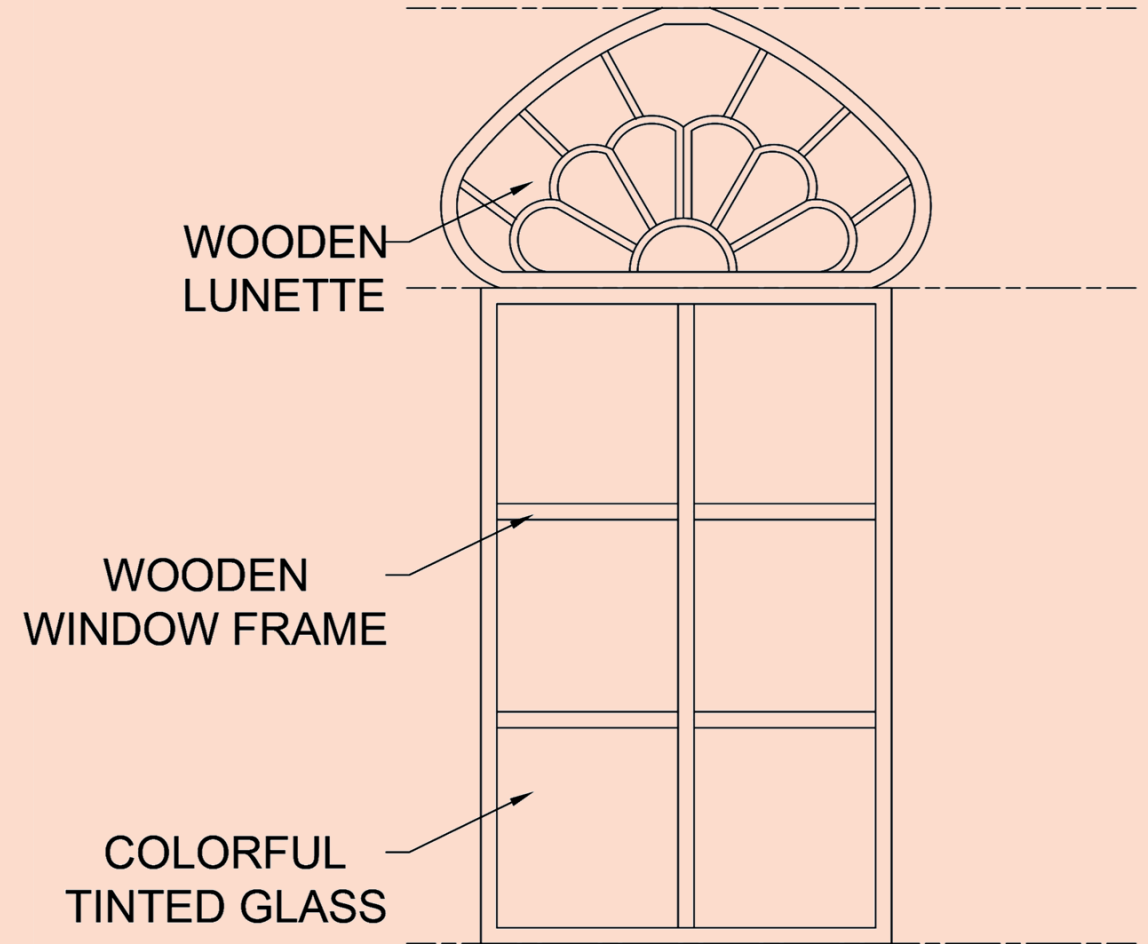 WOODEN
LUNETTE
WOODEN
WINDOW FRAME
COLORFUL
TINTED GLASS